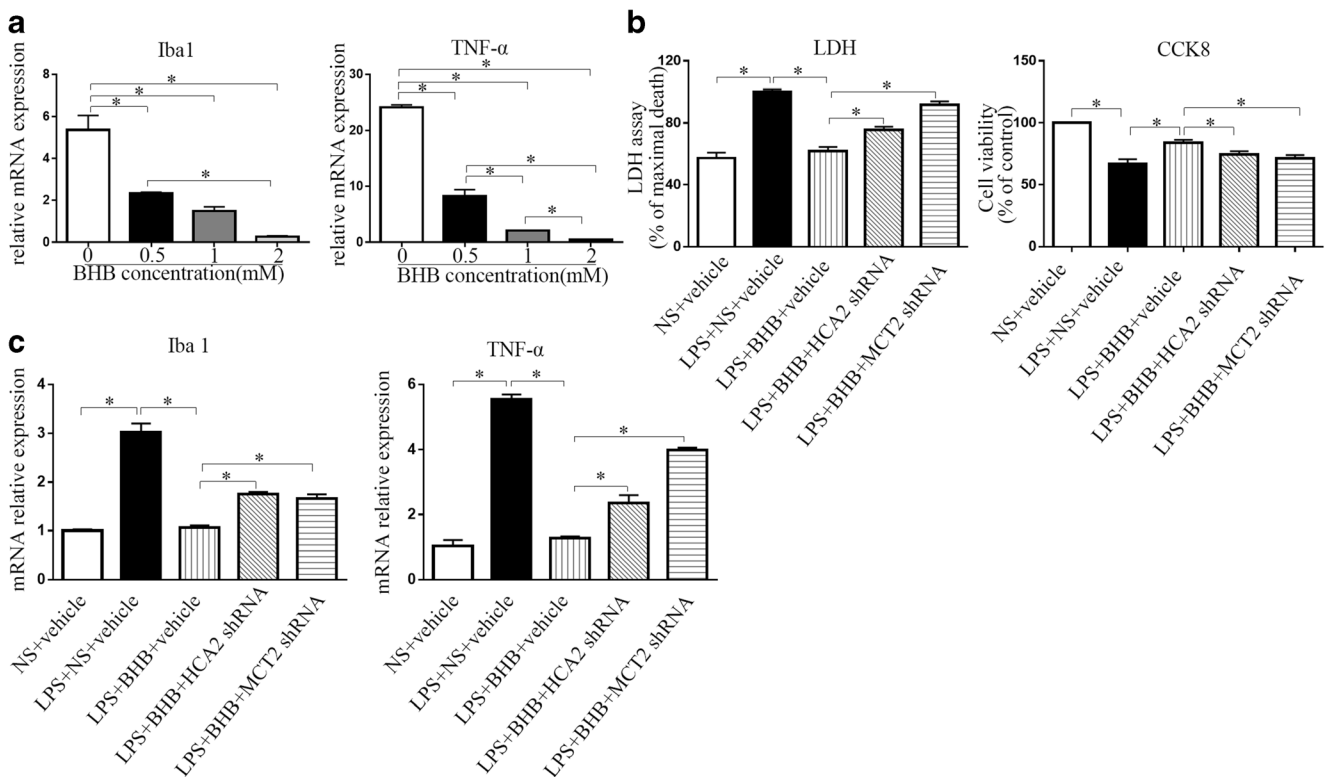 a
Iba1
relative mRNA expression
8
6
4
2
0
* * * *
0 0.5 1 2
BHB concentration(mM)
TNF-α
relative mRNA expression
30
20
10
0
* * * * * *
0 0.5 1 2
BHB concentration(mM)
b
LDH
LDH assay
(% of maximal death)
120
80
40
0
* * * *
NS+vehicle
LPS+NS+vehicle
LPS+BHB+vehicle
LPS+BHB+HCA2 shRNA
LPS+BHB+MCT2 shRNA
CCK8
Cell viability
(% of control)
150
100
50
0
* * * *
NS+vehicle
LPS+NS+vehicle
LPS+BHB+vehicle
LPS+BHB+HCA2 shRNA
LPS+BHB+MCT2 shRNA
c
Iba 1
mRNA relative expression
4
3
2
1
0
* * * *
NS+vehicle
LPS+NS+vehicle
LPS+BHB+vehicle
LPS+BHB+HCA2 shRNA
LPS+BHB+MCT2 shRNA
TNF-α
mRNA relative expression
6
4
2
0
* * * *
NS+vehicle
LPS+NS+vehicle
LPS+BHB+vehicle
LPS+BHB+HCA2 shRNA
LPS+BHB+MCT2 shRNA